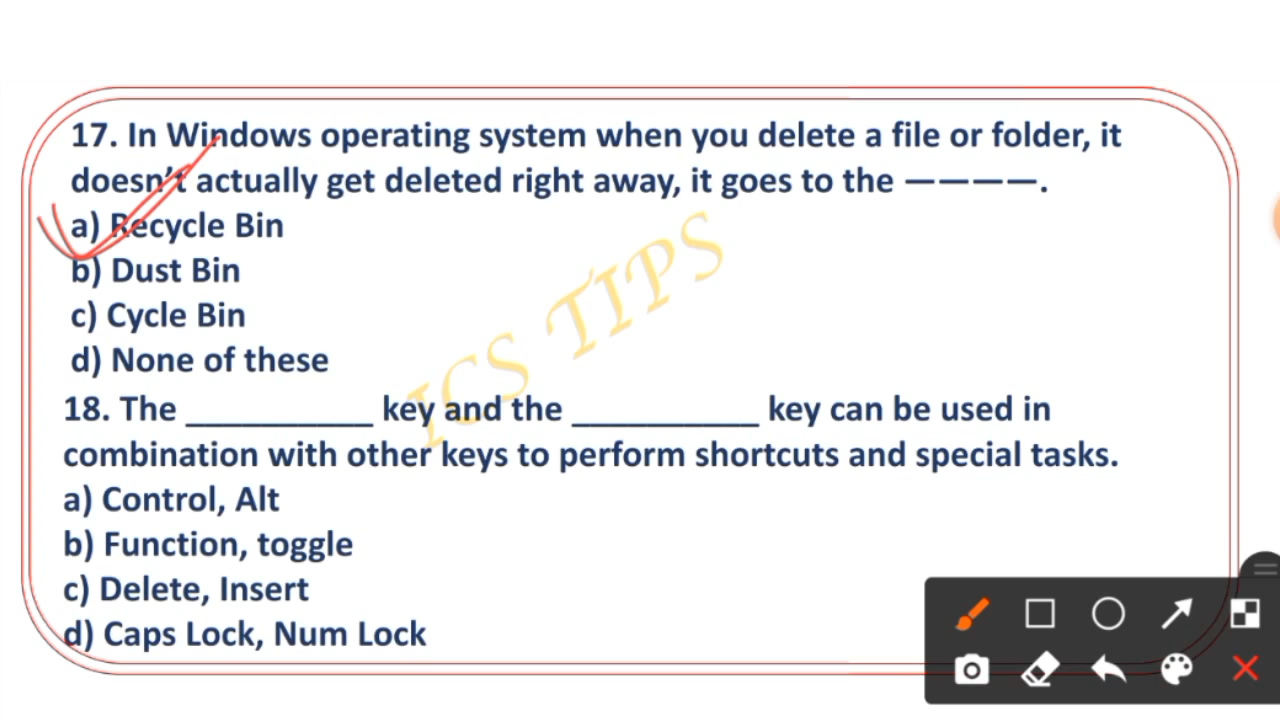 17. In Windows operating system when you delete a file or folder, it
doesn't actually get deleted right away, it goes to the ————.
a) Recycle Bin
b) Dust Bin
c) Cycle Bin
d) None of these
ICS TIPS
18. The __________ key and the __________ key can be used in
combination with other keys to perform shortcuts and special tasks.
a) Control, Alt
b) Function, toggle
c) Delete, Insert
d) Caps Lock, Num Lock